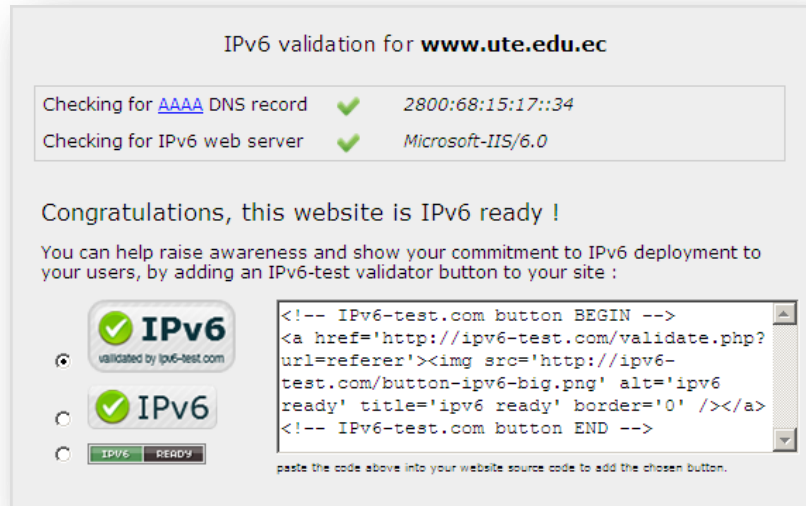 IPv6 validation for www.ute.edu.ec
Checking for AAAA DNS record 2800:68:15:17::34
Checking for IPv6 web server Microsoft-IIS/6.0
Congratulations, this website is IPv6 ready !
You can help raise awareness and show your commitment to IPv6 deployment to
your users, by adding an IPv6-test validator button to your site :
IPv6
validated by ipv6-test.com
IPv6
IPV6 READY
<!-- IPv6-test.com button BEGIN -->
<a href='http://ipv6-test.com/validate.php?
url=referer'><img src='http://ipv6-
test.com/button-ipv6-big.png' alt='ipv6
ready' title='ipv6 ready' border='0' /></a>
<!-- IPv6-test.com button END -->
paste the code above into your website source code to add the chosen button.